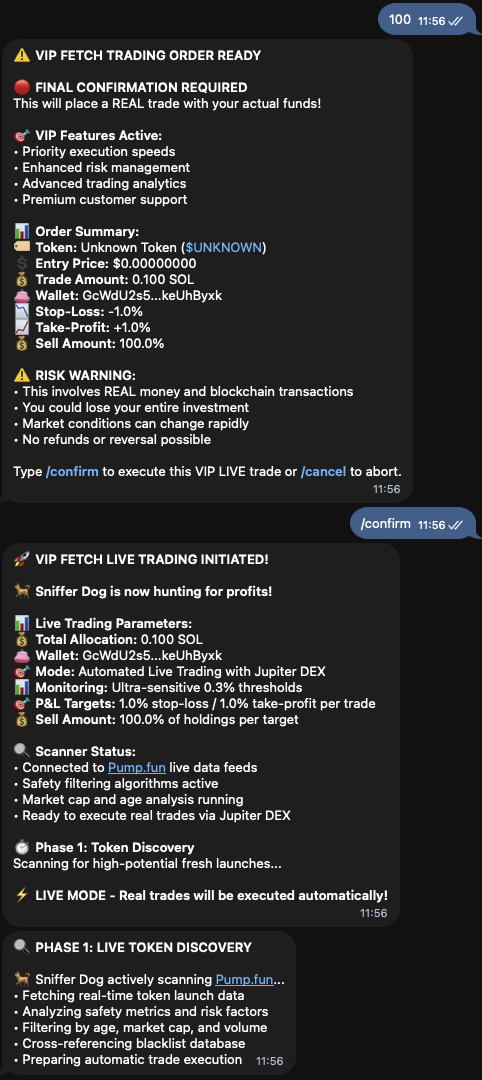 100 11:56
⚠️ VIP FETCH TRADING ORDER READY
🔴 FINAL CONFIRMATION REQUIRED
This will place a REAL trade with your actual funds!
🎯 VIP Features Active:
• Priority execution speeds
• Enhanced risk management
• Advanced trading analytics
• Premium customer support
📊 Order Summary:
🏷️ Token: Unknown Token ($UNKNOWN)
💲 Entry Price: $0.00000000
💰 Trade Amount: 0.100 SOL
👛 Wallet: GcWdU2s5...keUhByxk
📉 Stop-Loss: -1.0%
📈 Take-Profit: +1.0%
💰 Sell Amount: 100.0%
⚠️ RISK WARNING:
• This involves REAL money and blockchain transactions
• You could lose your entire investment
• Market conditions can change rapidly
• No refunds or reversal possible
Type /confirm to execute this VIP LIVE trade or /cancel to abort.
11:56
/confirm 11:56
🚀 VIP FETCH LIVE TRADING INITIATED!
🐕‍🦺 Sniffer Dog is now hunting for profits!
📊 Live Trading Parameters:
💰 Total Allocation: 0.100 SOL
👛 Wallet: GcWdU2s5...keUhByxk
🎯 Mode: Automated Live Trading with Jupiter DEX
📊 Monitoring: Ultra-sensitive 0.3% thresholds
🎯 P&L Targets: 1.0% stop-loss / 1.0% take-profit per trade
💰 Sell Amount: 100.0% of holdings per target
🔍 Scanner Status:
• Connected to Pump.fun live data feeds
• Safety filtering algorithms active
• Market cap and age analysis running
• Ready to execute real trades via Jupiter DEX
⏱️ Phase 1: Token Discovery
Scanning for high-potential fresh launches...
⚡ LIVE MODE - Real trades will be executed automatically!
11:56
🔍 PHASE 1: LIVE TOKEN DISCOVERY
🐕‍🦺 Sniffer Dog actively scanning Pump.fun...
• Fetching real-time token launch data
• Analyzing safety metrics and risk factors
• Filtering by age, market cap, and volume
• Cross-referencing blacklist database
• Preparing automatic trade execution 11:56